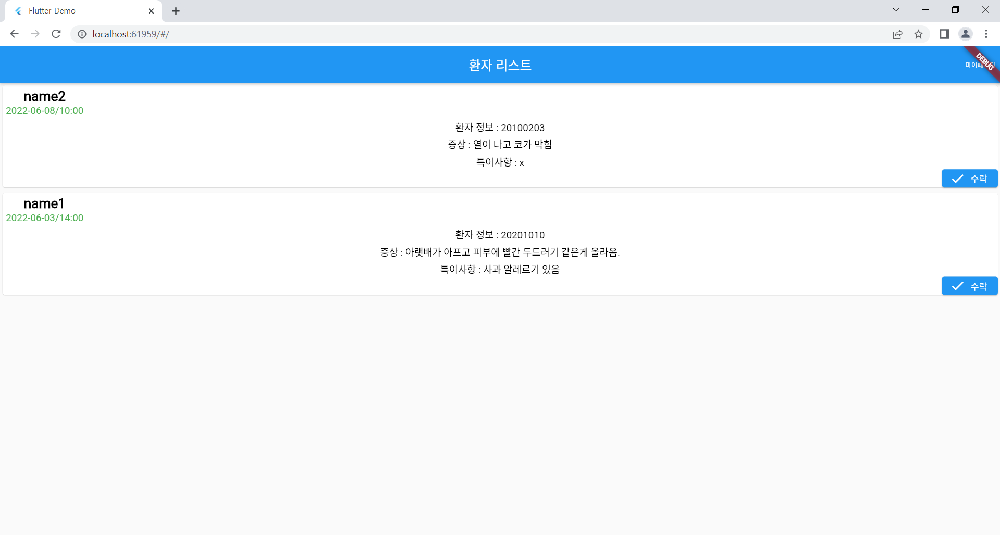 Flutter Demo
localhost:61959/#/
환자 리스트
DEBUG
name2
2022-06-08/10:00
환자 정보 : 20100203
증상 : 열이 나고 코가 막힘
특이사항 : x
수락
name1
2022-06-03/14:00
환자 정보 : 20201010
증상 : 아랫배가 아프고 피부에 빨간 두드러기 같은게 올라옴.
특이사항 : 사과 알레르기 있음
수락